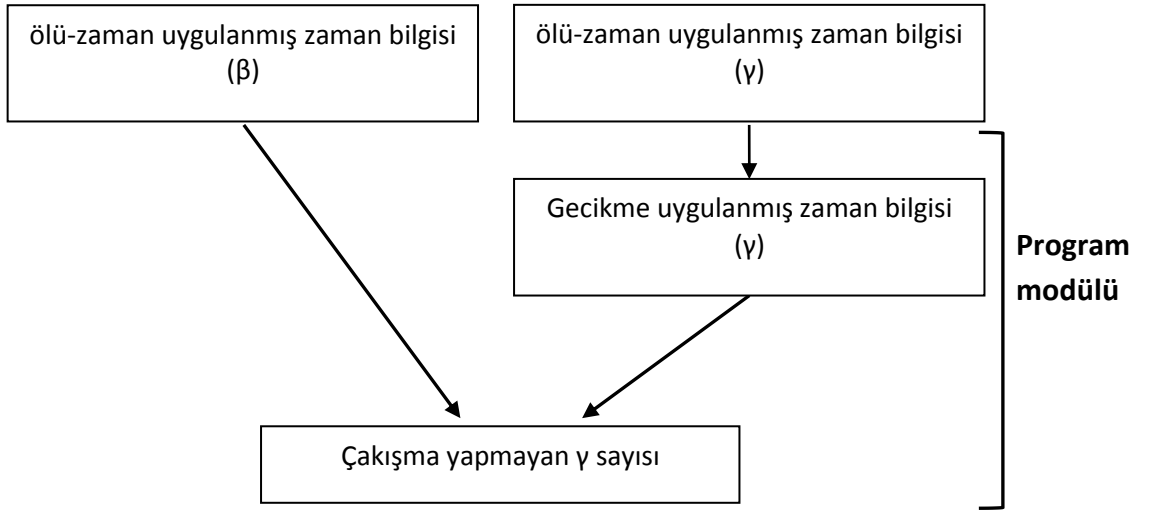 ölü-zaman uygulanmış zaman bilgisi
(β)
ölü-zaman uygulanmış zaman bilgisi
(γ)
Gecikme uygulanmış zaman bilgisi
(γ)
Program
modülü
Çakışma yapmayan γ sayısı